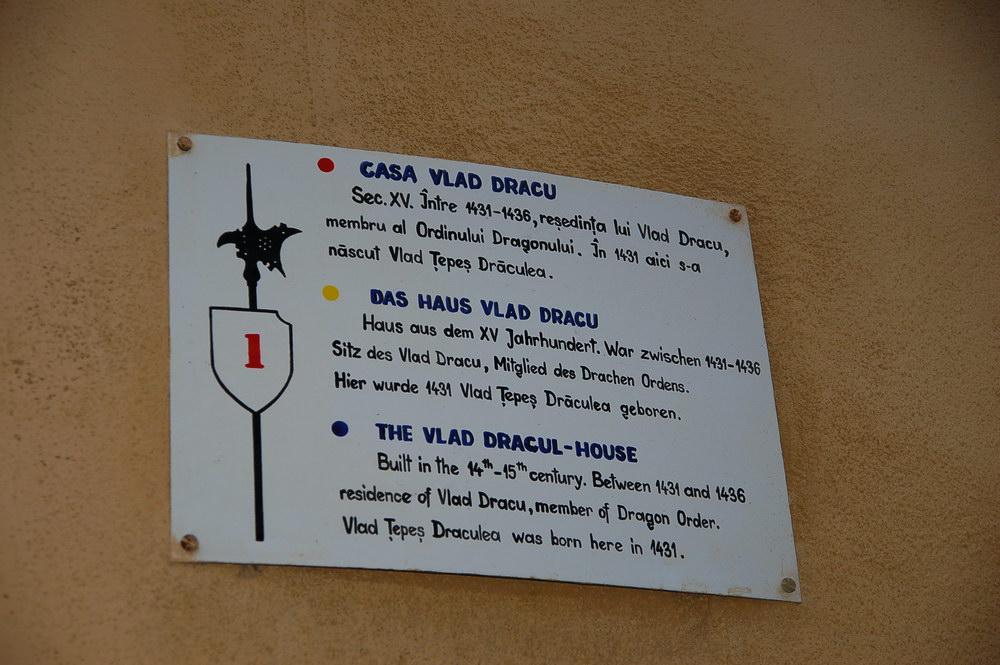 CASA VLAD DRACU
Sec. XV. Între 1431-1436, reședința lui Vlad Dracu,
membru al Ordinului Dragonului. În 1431 aici s-a
născut Vlad Țepeș Drăculea.
DAS HAUS VLAD DRACU
Haus aus dem XV Jahrhundert. War zwischen 1431-1436
Sitz des Vlad Dracu, Mitglied des Drachen Ordens.
Hier wurde 1431 Vlad Țepeș Drăculea geboren.
1
THE VLAD DRACUL-HOUSE
Built in the 14th-15th century. Between 1431 and 1436
residence of Vlad Dracu, member of Dragon Order.
Vlad Țepeș Draculea was born here in 1431.